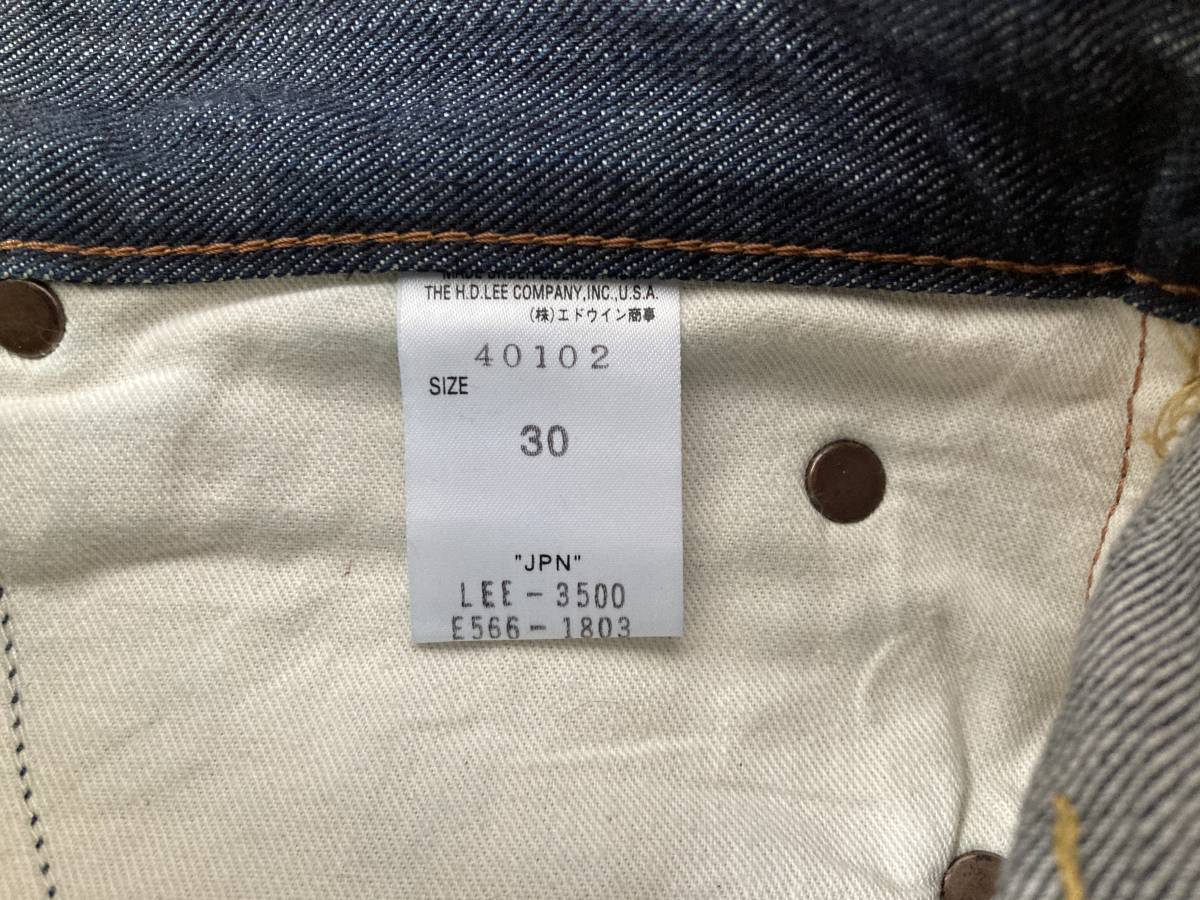 THE H.D.LEE COMPANY,INC.,U.S.A.
(株)エドウイン商事
40102
SIZE
30
"JPN"
LEE-3500
E566-1803